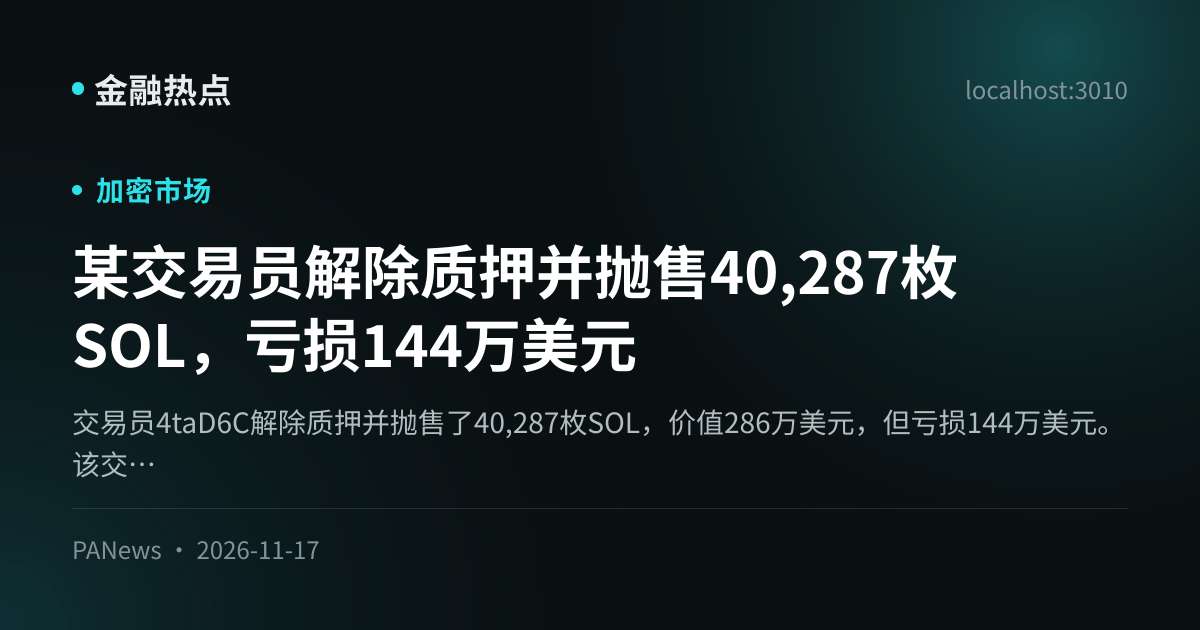 金融热点
localhost:3010
加密市场
某交易员解除质押并抛售40,287枚
SOL，亏损144万美元
交易员4taD6C解除质押并抛售了40,287枚SOL，价值286万美元，但亏损144万美元。
该交…
PANews • 2026-11-17